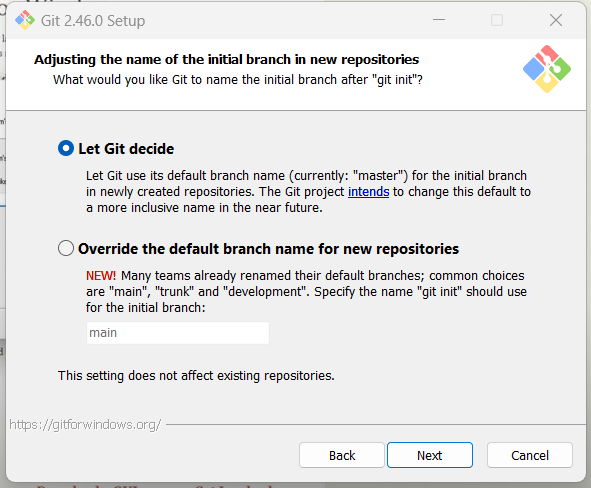 Git 2.46.0 Setup
Adjusting the name of the initial branch in new repositories
What would you like Git to name the initial branch after "git init"?
Let Git decide
Let Git use its default branch name (currently: "master") for the initial branch
in newly created repositories. The Git project intends to change this default to
a more inclusive name in the near future.
Override the default branch name for new repositories
NEW! Many teams already renamed their default branches; common choices
are "main", "trunk" and "development". Specify the name "git init" should use
for the initial branch:
main
This setting does not affect existing repositories.
https://gitforwindows.org/
Back
Next
Cancel